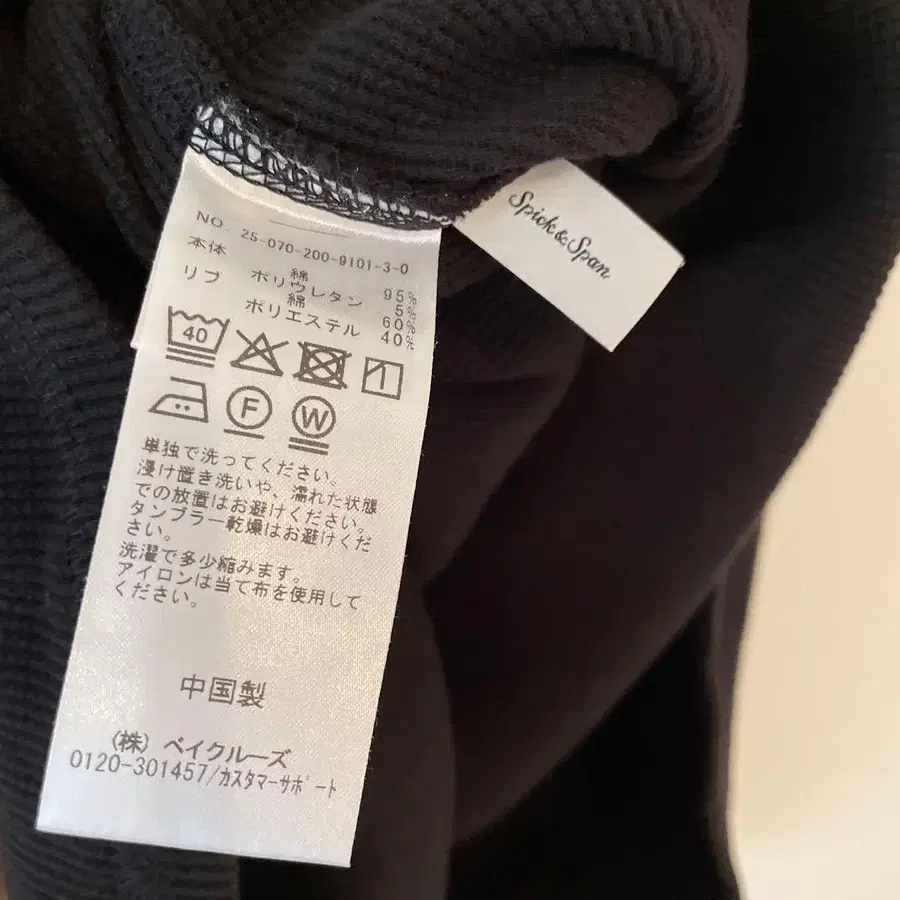 NO. 25-070-200-9101-3-0
本体 綿 95%
ポリウレタン 5%
リブ 綿 60%
ポリエステル 40%
40
F W
単独で洗ってください。
浸け置き洗いや、濡れた状態
での放置はお避けください。
タンブラー乾燥はお避けくだ
さい。
洗濯で多少縮みます。
アイロンは当て布を使用して
ください。
中国製
(株) ベイクルーズ
0120-301457/カスタマーサポート
Spick&Span